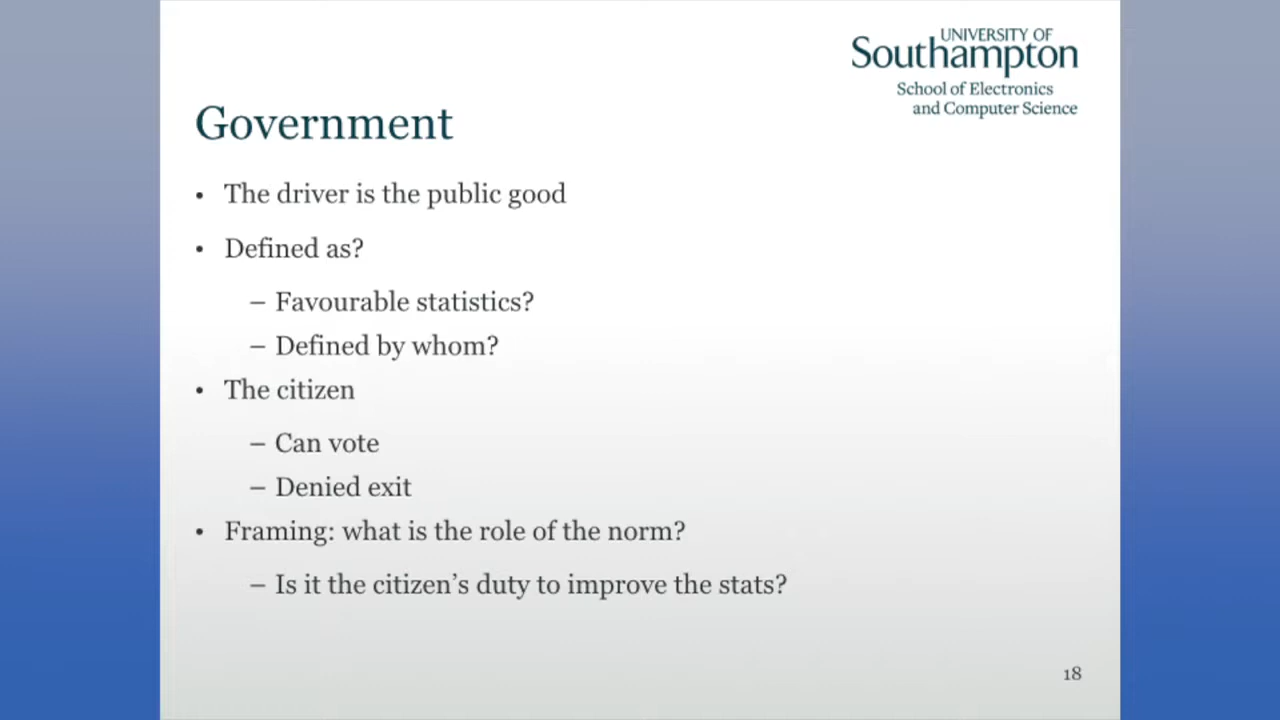 UNIVERSITY OF
Southampton
School of Electronics
and Computer Science
Government
• The driver is the public good
• Defined as?
– Favourable statistics?
– Defined by whom?
• The citizen
– Can vote
– Denied exit
• Framing: what is the role of the norm?
– Is it the citizen’s duty to improve the stats?
18